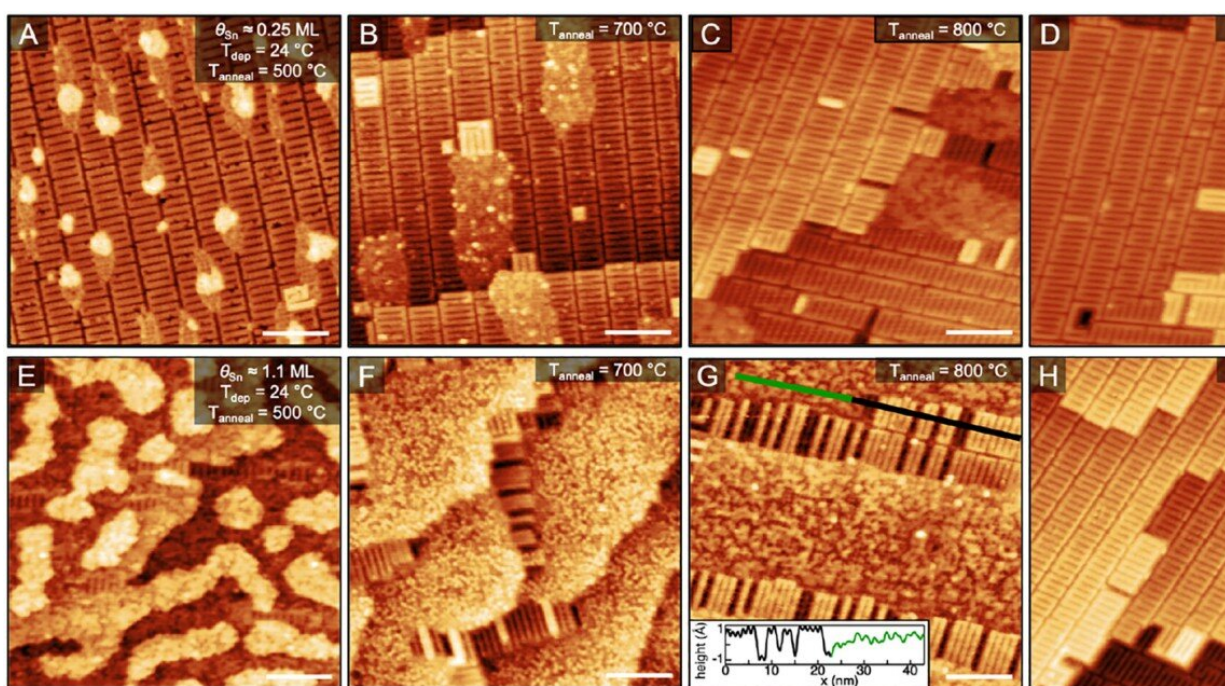 A
θSn ≈ 0.25 ML
Tdep = 24 °C
Tanneal = 500 °C
B
Tanneal = 700 °C
C
Tanneal = 800 °C
D
E
θSn ≈ 1.1 ML
Tdep = 24 °C
Tanneal = 500 °C
F
Tanneal = 700 °C
G
Tanneal = 800 °C
height (Å)
1
-1
0 10 20 30 40
x (nm)
H